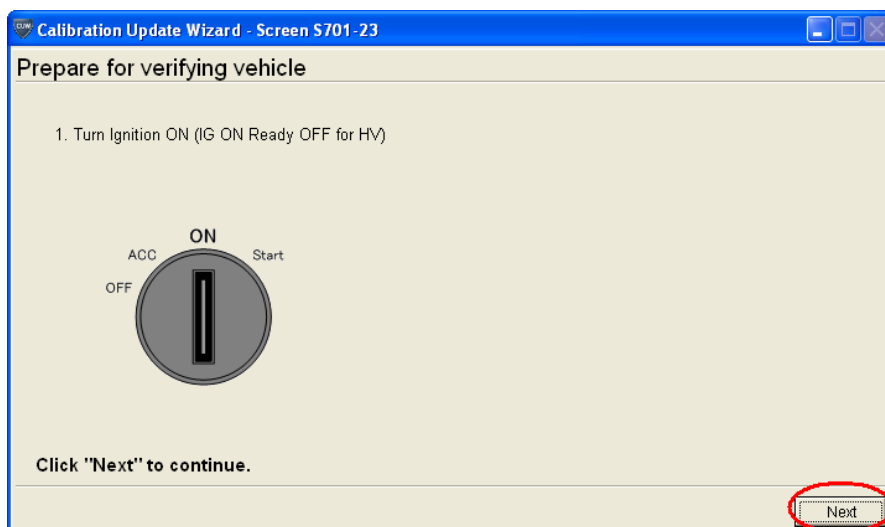 CUW
Calibration Update Wizard - Screen S701-23
Prepare for verifying vehicle
1. Turn Ignition ON (IG ON Ready OFF for HV)
ON
ACC
Start
OFF
Click "Next" to continue.
Next